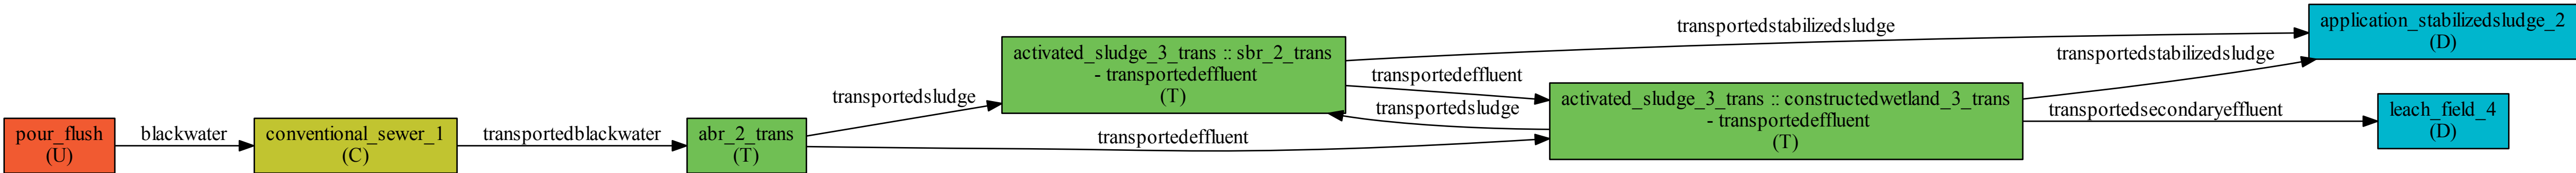 pour_flush
(U)
blackwater
conventional_sewer_1
(C)
transportedblackwater
abr_2_trans
(T)
transportedsludge
transportedeffluent
activated_sludge_3_trans :: sbr_2_trans
- transportedeffluent
(T)
transportedstabilizedsludge
transportedeffluent
transportedsludge
activated_sludge_3_trans :: constructedwetland_3_trans
- transportedeffluent
(T)
transportedstabilizedsludge
transportedsecondaryeffluent
application_stabilizedsludge_2
(D)
leach_field_4
(D)